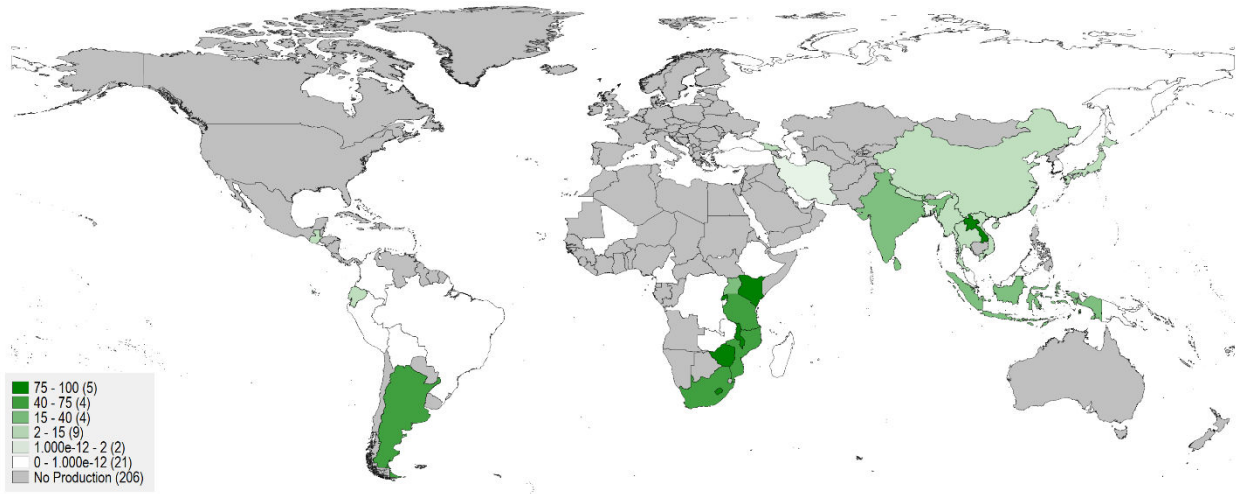 75 - 100 (5)
40 - 75 (4)
15 - 40 (4)
2 - 15 (9)
1.000e-12 - 2 (2)
0 - 1.000e-12 (21)
No Production (206)